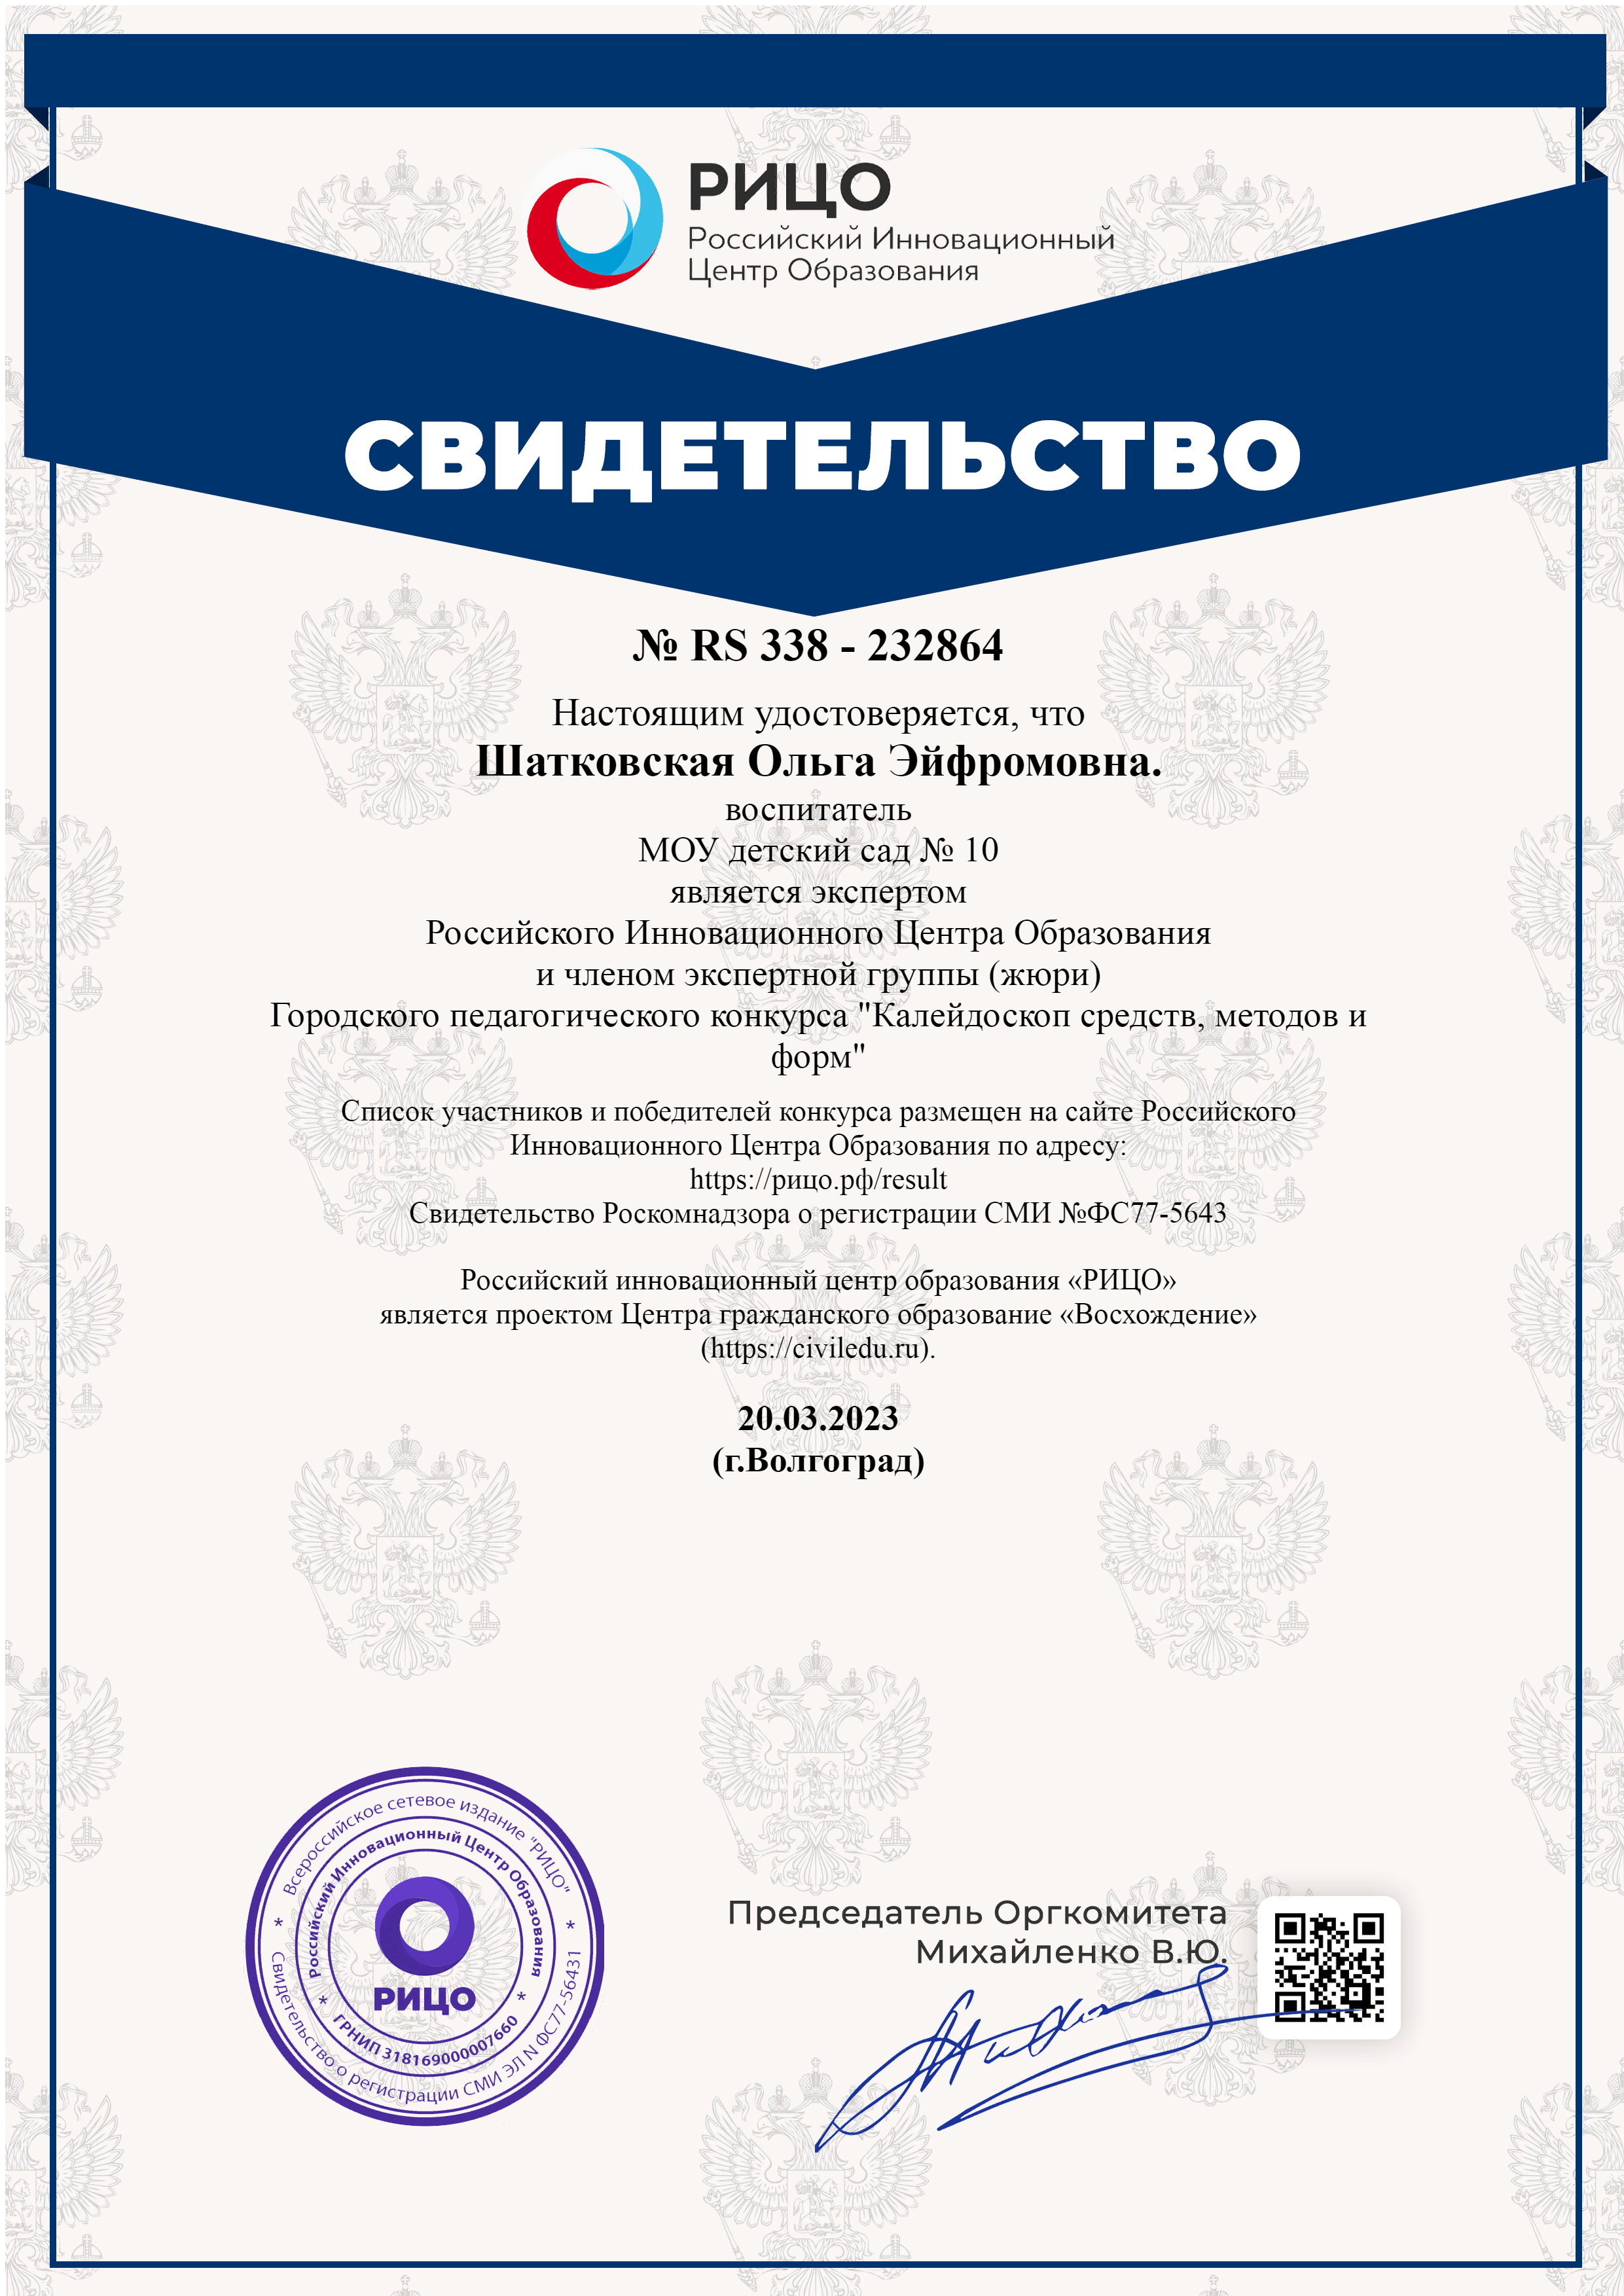 РИЦО
Российский Инновационный
Центр Образования
СВИДЕТЕЛЬСТВО
№ RS 338 - 232864
Настоящим удостоверяется, что
Шатковская Ольга Эйфромовна.
воспитатель
МОУ детский сад № 10
является экспертом
Российского Инновационного Центра Образования
и членом экспертной группы (жюри)
Городского педагогического конкурса "Калейдоскоп средств, методов и
форм"
Список участников и победителей конкурса размещен на сайте Российского
Инновационного Центра Образования по адресу:
https://рицо.рф/result
Свидетельство Роскомнадзора о регистрации СМИ №ФС77-5643
Российский инновационный центр образования «РИЦО»
является проектом Центра гражданского образование «Восхождение»
(https://civiledu.ru).
20.03.2023
(г.Волгоград)
Всероссийское сетевое издание "РИЦО"
* Свидетельство о регистрации СМИ ЭЛ N ФС77-56431 *
Российский Инновационный Центр Образования
* ГРНИП 318169000007660 *
РИЦО
Председатель Оргкомитета
Михайленко В.Ю.